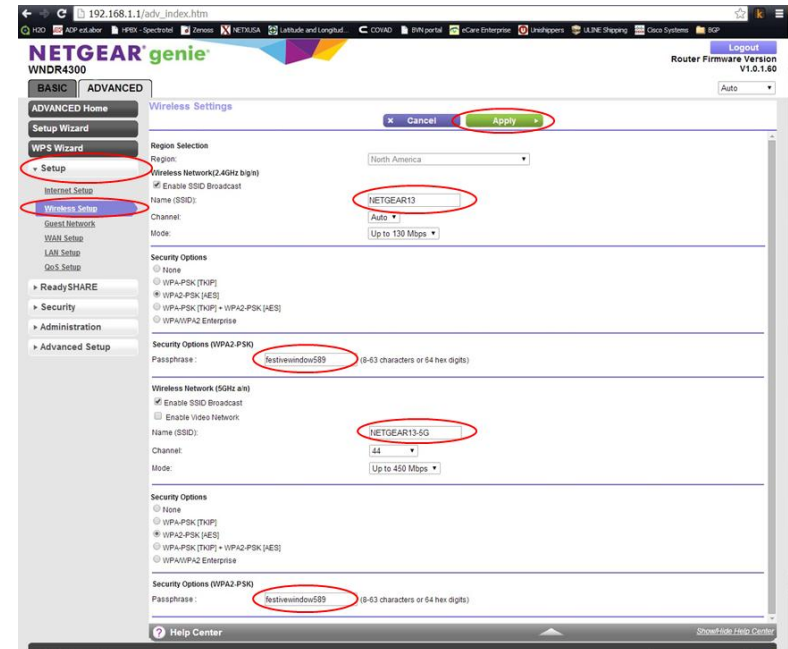 192.168.1.1/adv_index.htm
H2O ADP ezLabor HPBX - Spectrotel Zenoss NETXUSA Latitude and Longitud... COVAD BVN portal eCare Enterprise Unishippers ULINE Shipping Cisco Systems BGP
NETGEAR® genie®
WNDR4300
Logout
Router Firmware Version
V1.0.1.60
BASIC ADVANCED
Auto
ADVANCED Home
Setup Wizard
WPS Wizard
Setup
Internet Setup
Wireless Setup
Guest Network
WAN Setup
LAN Setup
QoS Setup
ReadySHARE
Security
Administration
Advanced Setup
Wireless Settings
Cancel Apply
Region Selection
Region: North America
Wireless Network(2.4GHz b/g/n)
Enable SSID Broadcast
Name (SSID): NETGEAR13
Channel: Auto
Mode: Up to 130 Mbps
Security Options
None
WPA-PSK [TKIP]
WPA2-PSK [AES]
WPA-PSK [TKIP] + WPA2-PSK [AES]
WPA/WPA2 Enterprise
Security Options (WPA2-PSK)
Passphrase : festivewindow589 (8-63 characters or 64 hex digits)
Wireless Network (5GHz a/n)
Enable SSID Broadcast
Enable Video Network
Name (SSID): NETGEAR13-5G
Channel: 44
Mode: Up to 450 Mbps
Security Options
None
WPA-PSK [TKIP]
WPA2-PSK [AES]
WPA-PSK [TKIP] + WPA2-PSK [AES]
WPA/WPA2 Enterprise
Security Options (WPA2-PSK)
Passphrase : festivewindow589 (8-63 characters or 64 hex digits)
Help Center
Show/Hide Help Center